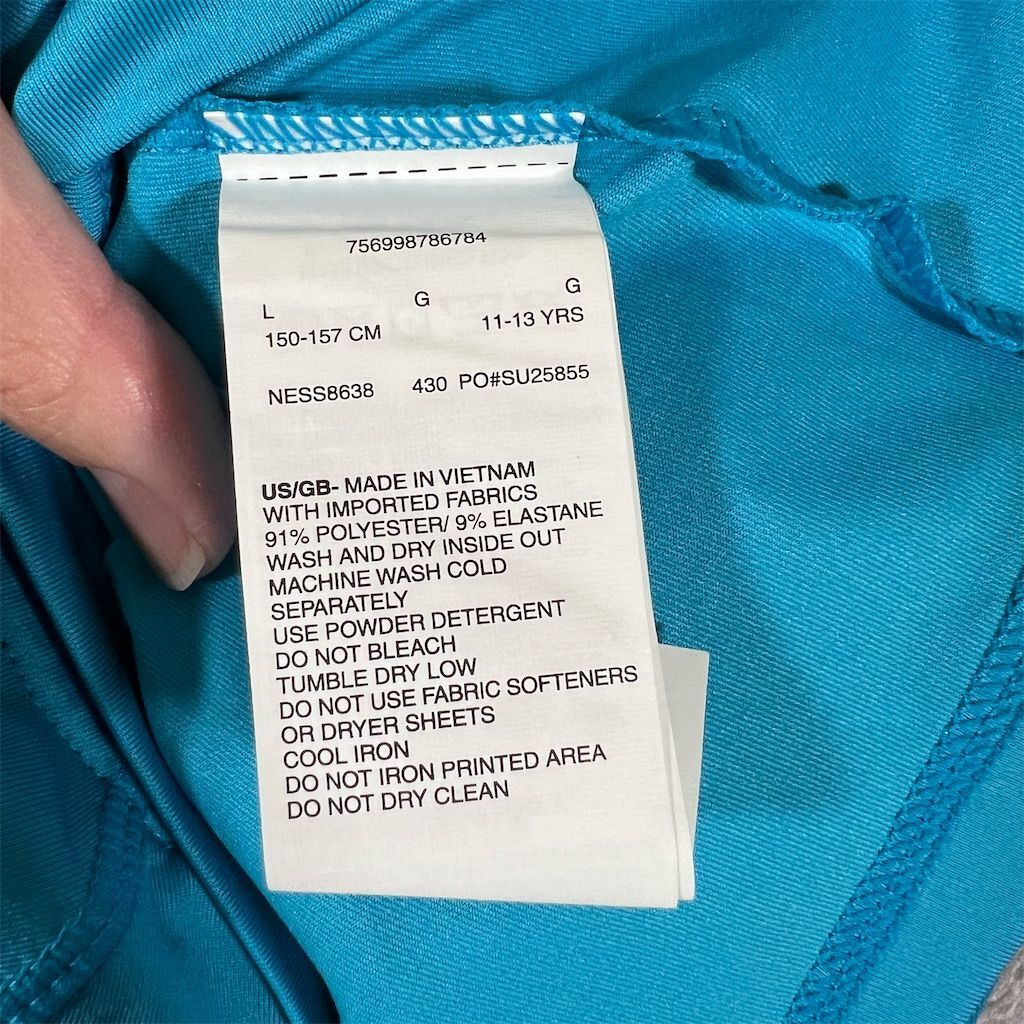 756998786784
L G G
150-157 CM 11-13 YRS
NESS8638 430 PO#SU25855
US/GB- MADE IN VIETNAM
WITH IMPORTED FABRICS
91% POLYESTER/ 9% ELASTANE
WASH AND DRY INSIDE OUT
MACHINE WASH COLD
SEPARATELY
USE POWDER DETERGENT
DO NOT BLEACH
TUMBLE DRY LOW
DO NOT USE FABRIC SOFTENERS
OR DRYER SHEETS
COOL IRON
DO NOT IRON PRINTED AREA
DO NOT DRY CLEAN